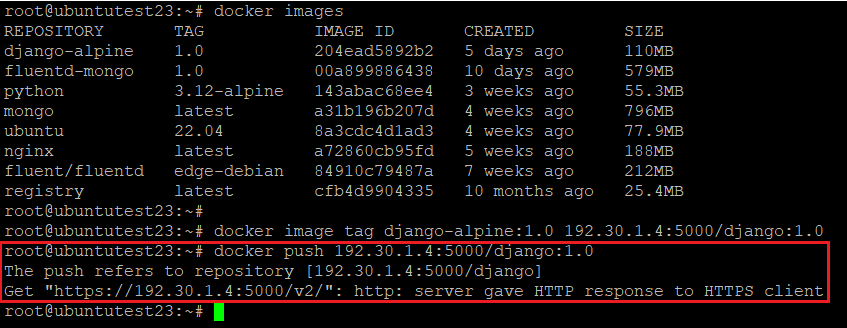 root@ubuntutest23:~# docker images
REPOSITORY TAG IMAGE ID CREATED SIZE
django-alpine 1.0 204ead5892b2 5 days ago 110MB
fluentd-mongo 1.0 00a899886438 10 days ago 579MB
python 3.12-alpine 143abac68ee4 3 weeks ago 55.3MB
mongo latest a31b196b207d 4 weeks ago 796MB
ubuntu 22.04 8a3cdc4d1ad3 4 weeks ago 77.9MB
nginx latest a72860cb95fd 5 weeks ago 188MB
fluent/fluentd edge-debian 84910c79487a 7 weeks ago 212MB
registry latest cfb4d9904335 10 months ago 25.4MB
root@ubuntutest23:~#
root@ubuntutest23:~# docker image tag django-alpine:1.0 192.30.1.4:5000/django:1.0
root@ubuntutest23:~# docker push 192.30.1.4:5000/django:1.0
The push refers to repository [192.30.1.4:5000/django]
Get "https://192.30.1.4:5000/v2/": http: server gave HTTP response to HTTPS client
root@ubuntutest23:~#